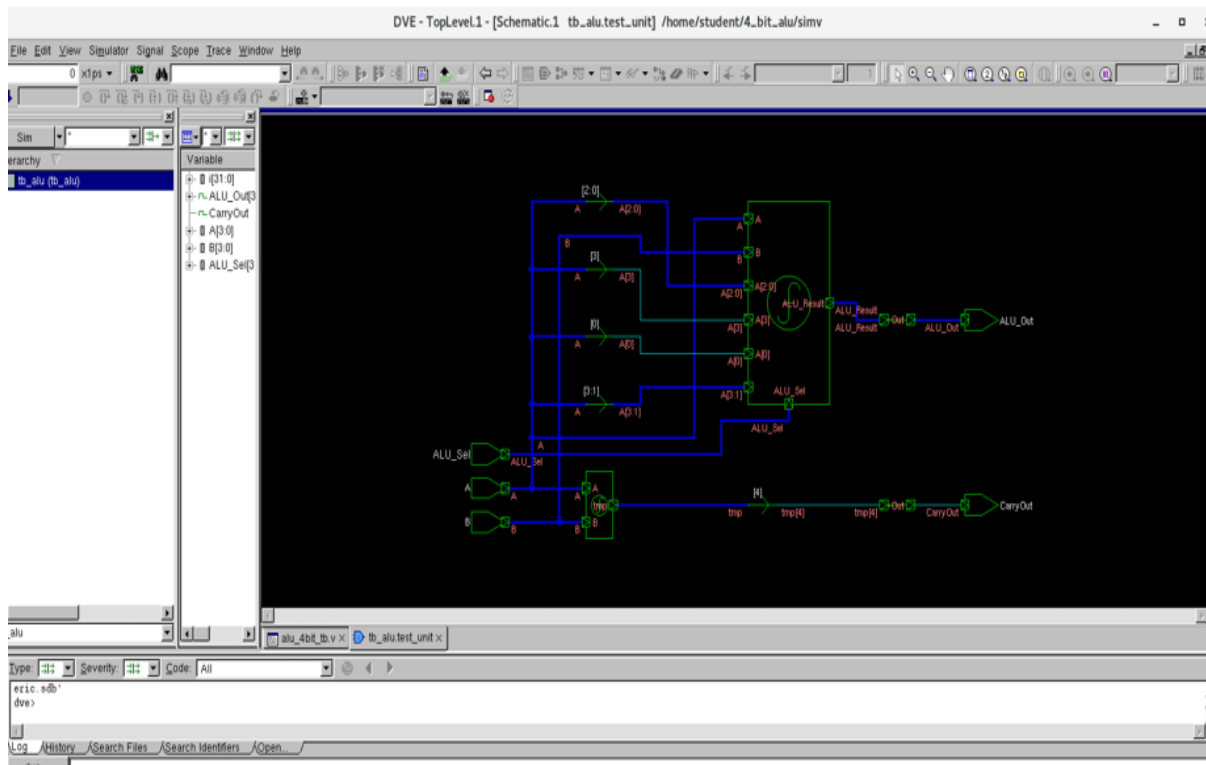 DVE - TopLevel.1 - [Schematic.1 tb_alu.test_unit] /home/student/4_bit_alu/simv
File Edit View Simulator Signal Scope Trace Window Help
0 x1ps
Sim
erarchy
tb_alu (tb_alu)
Variable
i[31:0]
ALU_Out[3
CarryOut
A[3:0]
B[3:0]
ALU_Sel[3
[2:0]
A A[2:0]
B
[3]
A A[3]
[0]
A A[0]
[3:1]
A A[3:1]
A
A A
B B
A[2:0] A[2:0]
A[3] A[3]
A[0] A[0]
A[3:1]
ALU_Sel
ALU_Sel
ALU_Result
ALU_Result
ALU_Result Out ALU_Out
ALU_Out
ALU_Sel ALU_Sel
A A
B B
A A
B B
tmp
[4]
tmp tmp[4]
tmp[4] Out CarryOut
CarryOut
_alu
alu_4bit_tb.v
tb_alu.test_unit
Type: Severity: Code: All
eric.sdb'
dve>
Log History Search Files Search Identifiers Open...